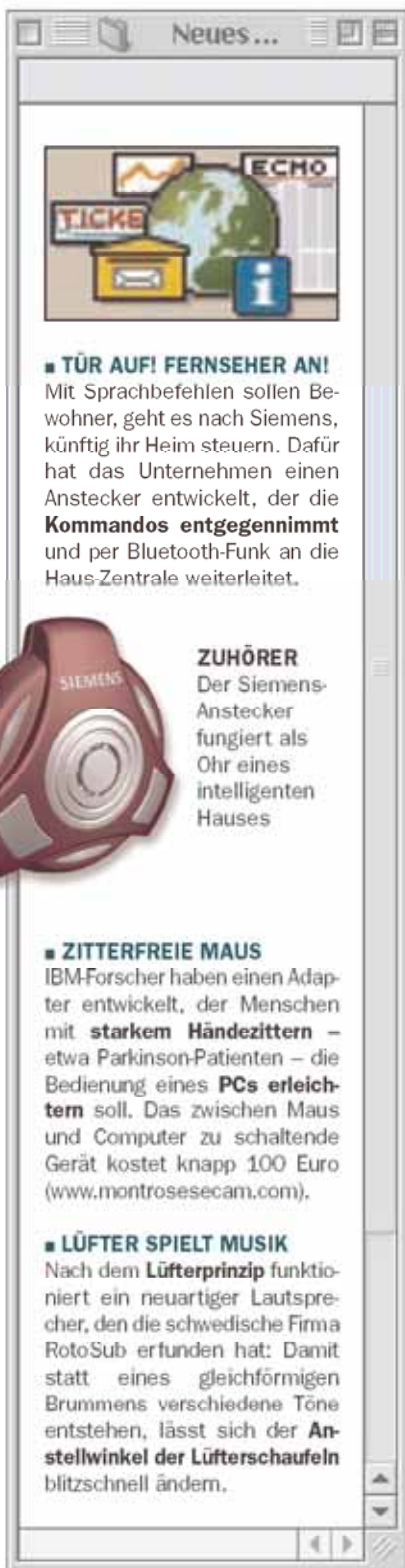 Neues ...
ECHO
TICKE
i
■ TÜR AUF! FERNSEHER AN!
Mit Sprachbefehlen sollen Be-
wohner, geht es nach Siemens,
künftig ihr Heim steuern. Dafür
hat das Unternehmen einen
Anstecker entwickelt, der die
Kommandos entgegennimmt
und per Bluetooth-Funk an die
Haus-Zentrale weiterleitet.
SIEMENS
ZUHÖRER
Der Siemens-
Anstecker
fungiert als
Ohr eines
intelligenten
Hauses
■ ZITTERFREIE MAUS
IBM-Forscher haben einen Adap-
ter entwickelt, der Menschen
mit starkem Händezittern –
etwa Parkinson-Patienten – die
Bedienung eines PCs erleich-
tern soll. Das zwischen Maus
und Computer zu schaltende
Gerät kostet knapp 100 Euro
(www.montrosesecam.com).
■ LÜFTER SPIELT MUSIK
Nach dem Lüfterprinzip funktio-
niert ein neuartiger Lautspre-
cher, den die schwedische Firma
RotoSub erfunden hat: Damit
statt eines gleichförmigen
Brummens verschiedene Töne
entstehen, lässt sich der An-
stellwinkel der Lüfterschaufeln
blitzschnell ändern.